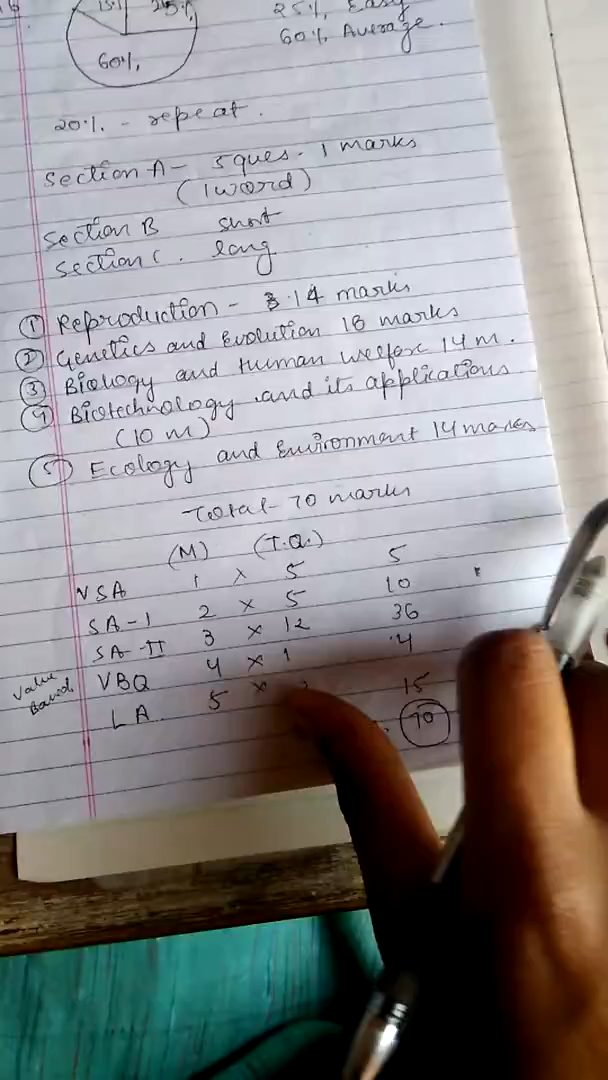 15% 25%
60%
25% Easy
60% Average.
20% - repeat.
Section A - 5 ques - 1 marks
(1 word)
Section B short
Section C. long
① Reproduction - 14 marks
② Genetics and Evolution 18 marks
③ Biology and Human welfare 14 m.
④ Biotechnology and its applications
(10 m)
⑤ Ecology and Environment 14 marks
Total - 70 marks
(M) (T.Q.)
VSA 1 x 5 5
SA-I 2 x 5 10
SA-II 3 x 12 36
Value Based VBQ 4 x 1 4
LA 5 x 15
70